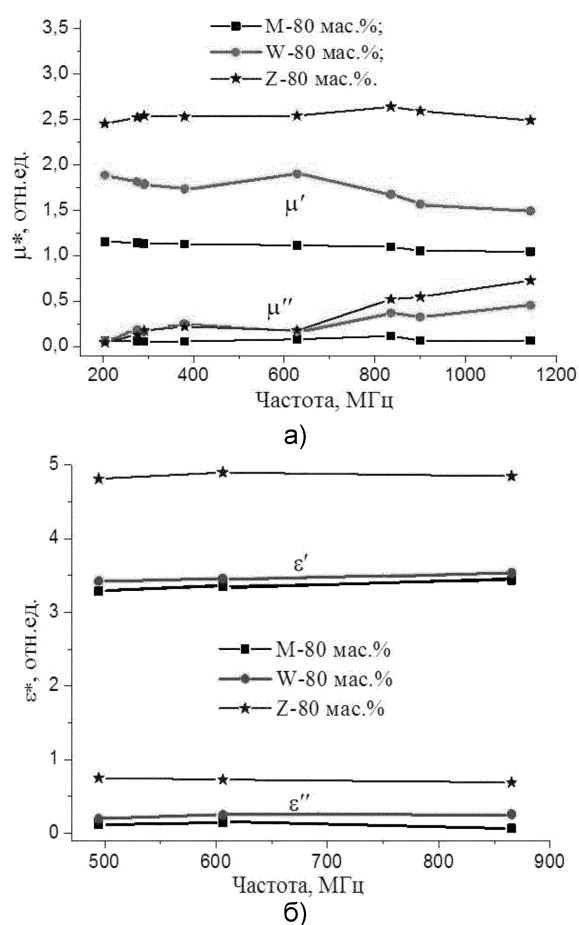 M-80 мас.%;
W-80 мас.%;
Z-80 мас.%.
3,5
3,0
2,5
2,0
1,5
1,0
0,5
0,0
μ*, отн.ед.
μ′
μ′′
200 400 600 800 1000 1200
Частота, МГц
а)
5
4
3
2
1
0
ε*, отн.ед.
ε′
M-80 мас.%
W-80 мас.%
Z-80 мас.%
ε′′
500 600 700 800 900
Частота, МГц
б)